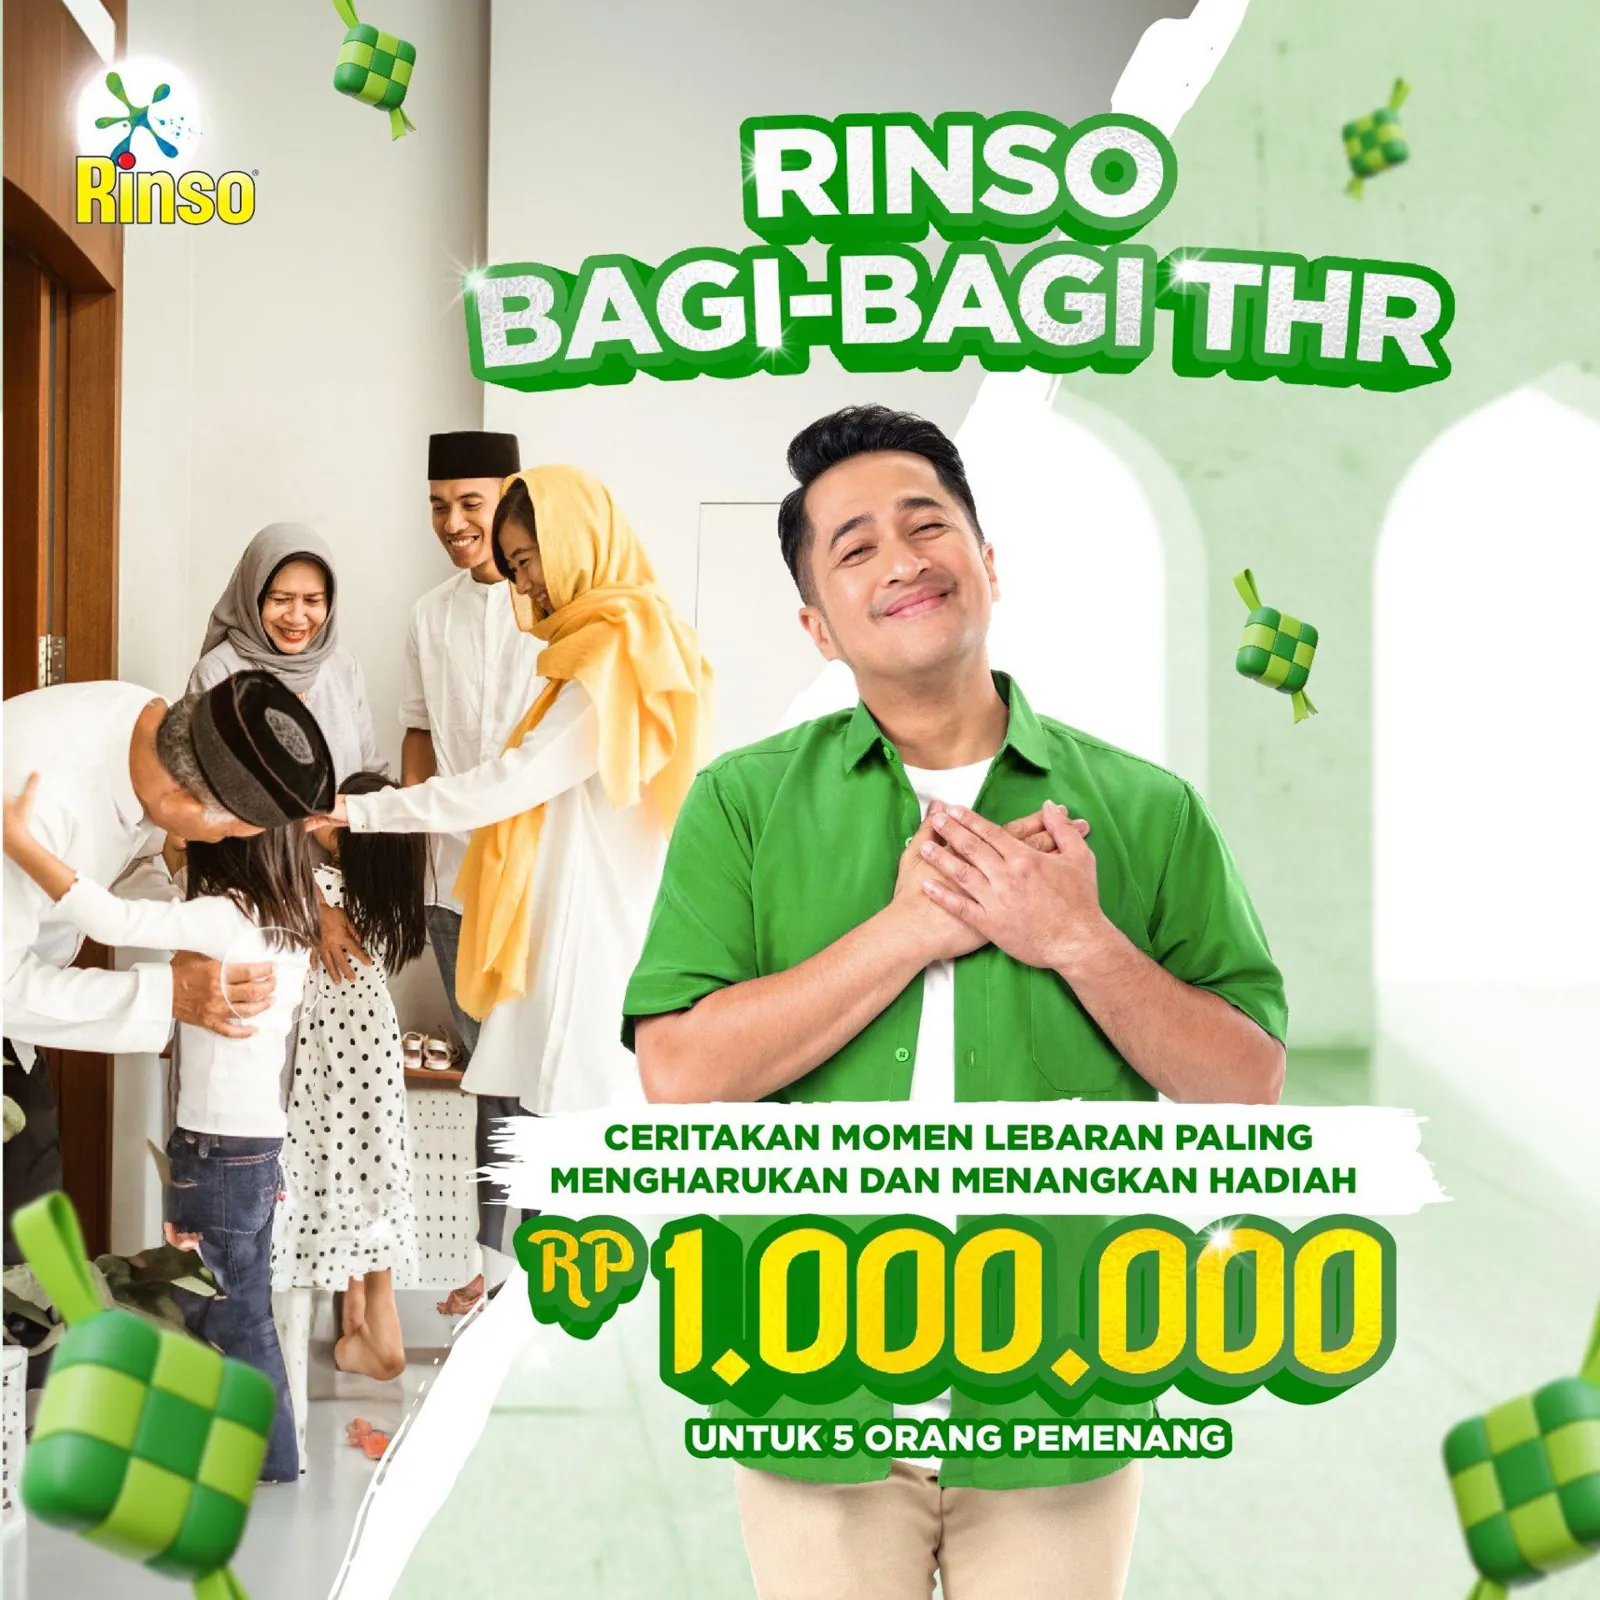 Rinso
RINSO
BAGI-BAGI THR
CERITAKAN MOMEN LEBARAN PALING
MENGHARUKAN DAN MENANGKAN HADIAH
RP 1.000.000
UNTUK 5 ORANG PEMENANG